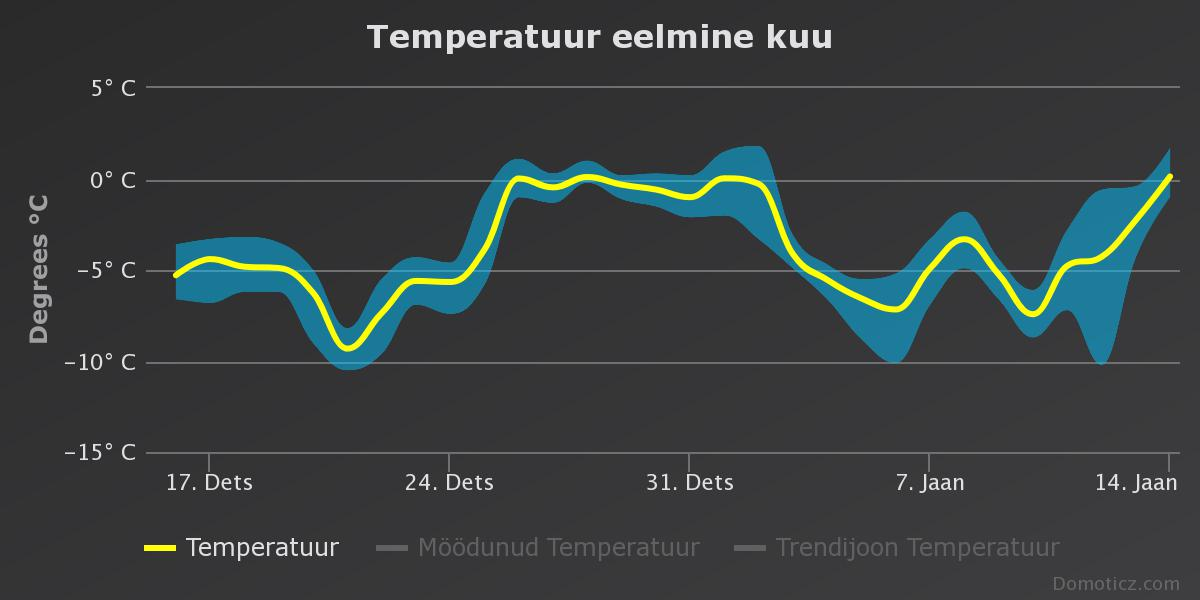 Temperatuur eelmine kuu
Degrees °C
5° C
0° C
−5° C
−10° C
−15° C
17. Dets 24. Dets 31. Dets 7. Jaan 14. Jaan
Temperatuur Möödunud Temperatuur Trendijoon Temperatuur
Domoticz.com